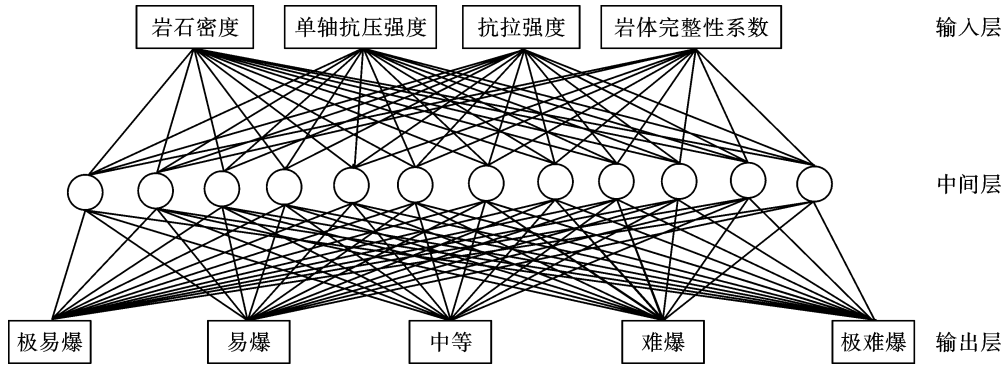 岩石密度 单轴抗压强度 抗拉强度 岩体完整性系数 输入层
中间层
极易爆 易爆 中等 难爆 极难爆 输出层